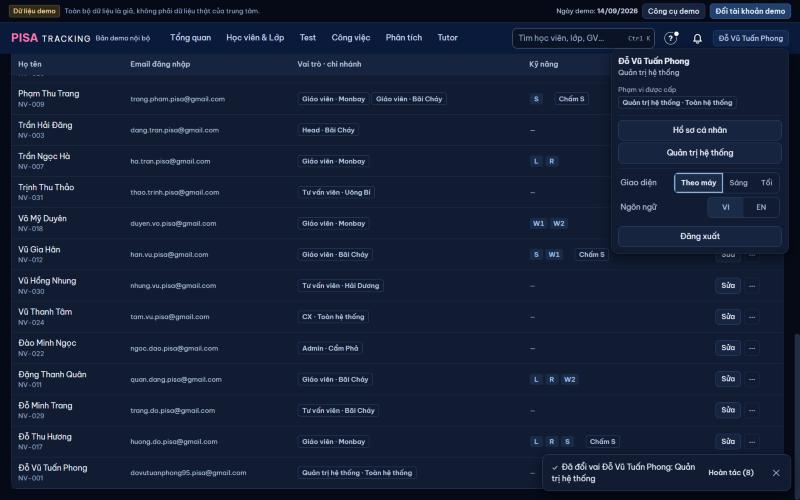 Dữ liệu demo Toàn bộ dữ liệu là giả, không phải dữ liệu thật của trung tâm. Ngày demo: 14/09/2026 Công cụ demo Đổi tài khoản demo
PISA TRACKING Bản demo nội bộ Tổng quan Học viên & Lớp Test Công việc Phân tích Tutor Tìm học viên, lớp, GV... Ctrl K ? Đỗ Vũ Tuấn Phong
Họ tên Email đăng nhập Vai trò · chi nhánh Kỹ năng
Phạm Thu Trang trang.pham.pisa@gmail.com Giáo viên · Monbay Giáo viên · Bãi Cháy S Chấm S
NV-009
Trần Hải Đăng dang.tran.pisa@gmail.com Head · Bãi Cháy –
NV-003
Trần Ngọc Hà ha.tran.pisa@gmail.com Giáo viên · Monbay L R
NV-007
Trịnh Thu Thảo thao.trinh.pisa@gmail.com Tư vấn viên · Uông Bí –
NV-031
Võ Mỹ Duyên duyen.vo.pisa@gmail.com Giáo viên · Monbay W1 W2
NV-018
Vũ Gia Hân han.vu.pisa@gmail.com Giáo viên · Bãi Cháy S W1 Chấm S Sửa ...
NV-012
Vũ Hồng Nhung nhung.vu.pisa@gmail.com Tư vấn viên · Hải Dương – Sửa ...
NV-030
Vũ Thanh Tâm tam.vu.pisa@gmail.com CX · Toàn hệ thống – Sửa ...
NV-024
Đào Minh Ngọc ngoc.dao.pisa@gmail.com Admin · Cẩm Phả – Sửa ...
NV-022
Đặng Thanh Quân quan.dang.pisa@gmail.com Giáo viên · Bãi Cháy L R W2 Sửa ...
NV-011
Đỗ Minh Trang trang.do.pisa@gmail.com Tư vấn viên · Bãi Cháy – Sửa ...
NV-029
Đỗ Thu Hương huong.do.pisa@gmail.com Giáo viên · Monbay L R S Chấm S Sửa ...
NV-017
Đỗ Vũ Tuấn Phong dovutuanphong95.pisa@gmail.com Quản trị hệ thống · Toàn hệ thống –
NV-001
Đỗ Vũ Tuấn Phong
Quản trị hệ thống
Phạm vi được cấp
Quản trị hệ thống · Toàn hệ thống
Hồ sơ cá nhân
Quản trị hệ thống
Giao diện Theo máy Sáng Tối
Ngôn ngữ VI EN
Đăng xuất
Đã đổi vai Đỗ Vũ Tuấn Phong: Quản
trị hệ thống
Hoàn tác (8)